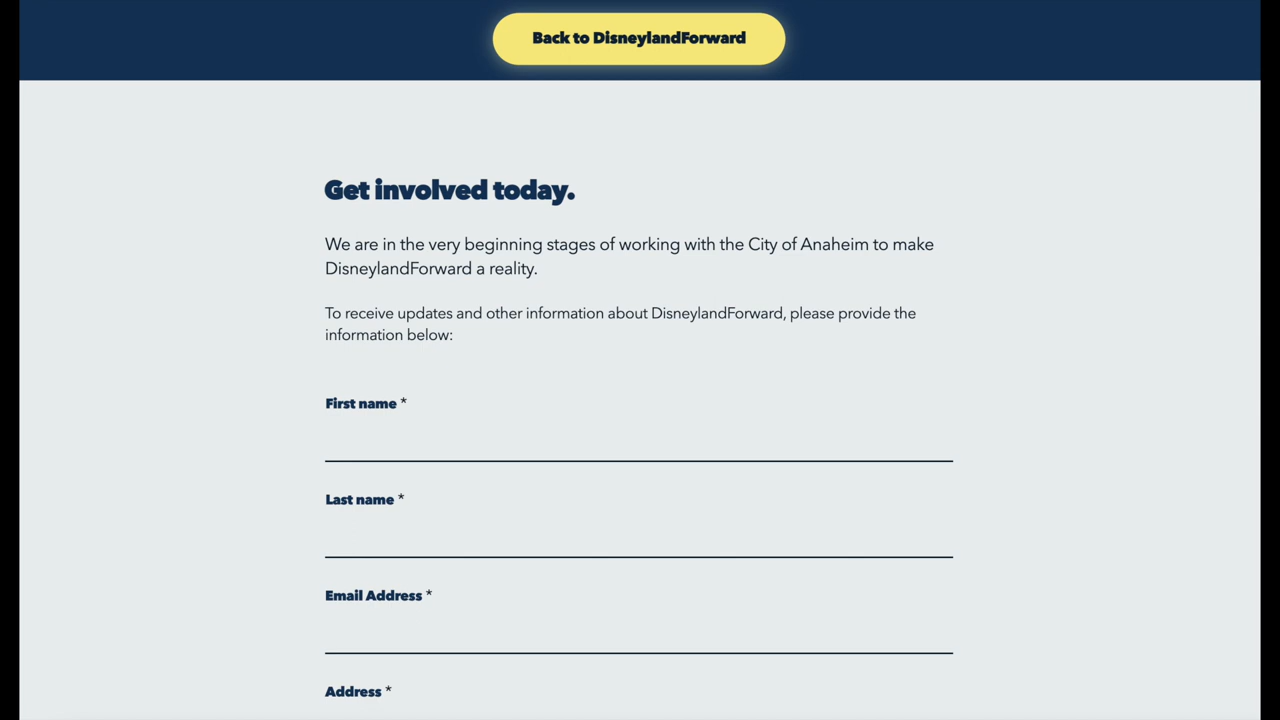 Back to DisneylandForward
Get involved today.
We are in the very beginning stages of working with the City of Anaheim to make
DisneylandForward a reality.
To receive updates and other information about DisneylandForward, please provide the
information below:
First name *
Last name *
Email Address *
Address *